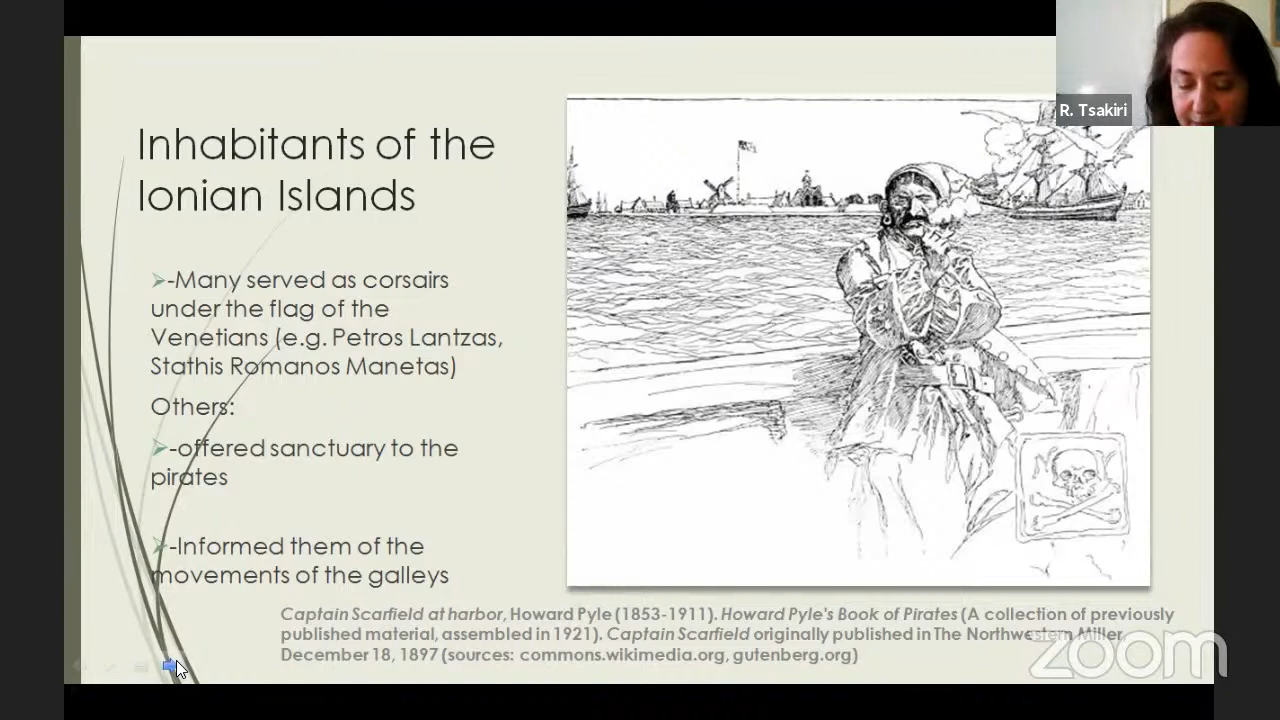 R. Tsakiri
Inhabitants of the
Ionian Islands
-Many served as corsairs
under the flag of the
Venetians (e.g. Petros Lantzas,
Stathis Romanos Manetas)
Others:
-offered sanctuary to the
pirates
-Informed them of the
movements of the galleys
Captain Scarfield at harbor, Howard Pyle (1853-1911). Howard Pyle's Book of Pirates (A collection of previously
published material, assembled in 1921). Captain Scarfield originally published in The Northwestern Miller,
December 18, 1897 (sources: commons.wikimedia.org, gutenberg.org)
zoom